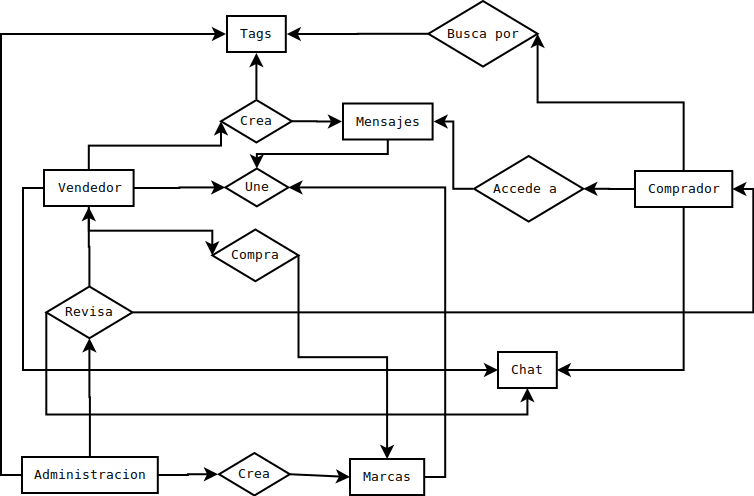 Tags
Busca por
Crea
Mensajes
Vendedor
Une
Accede a
Comprador
Compra
Revisa
Chat
Administracion
Crea
Marcas